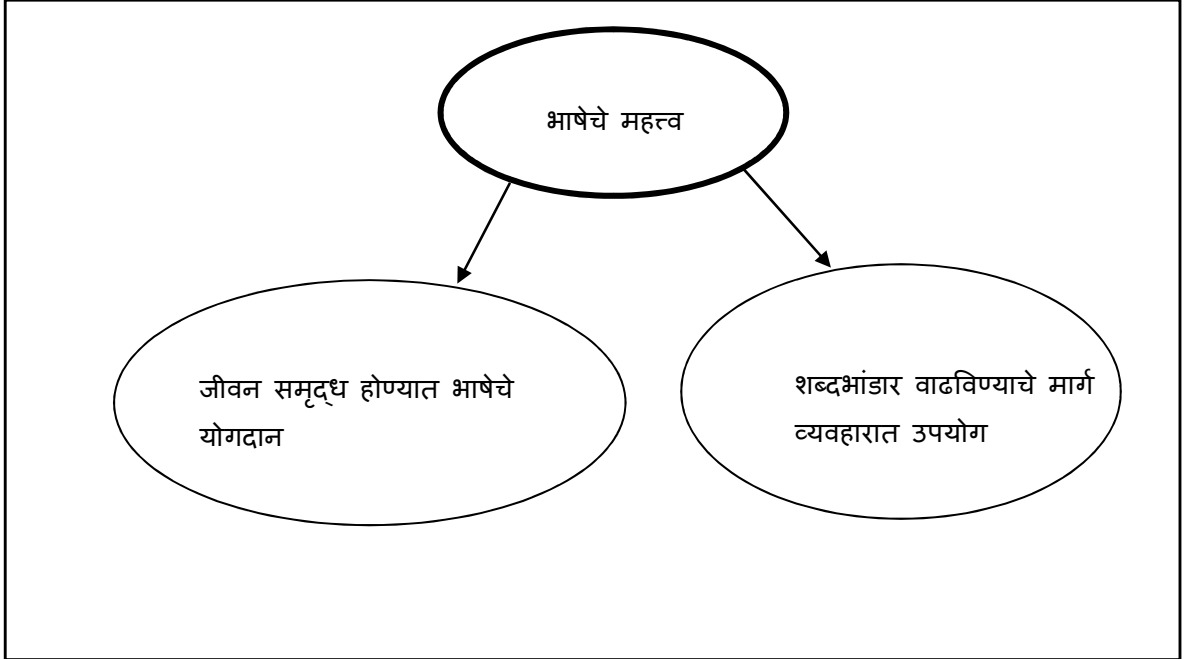 भाषेचे महत्त्व
जीवन समृद्ध होण्यात भाषेचे
योगदान
शब्दभांडार वाढविण्याचे मार्ग
व्यवहारात उपयोग